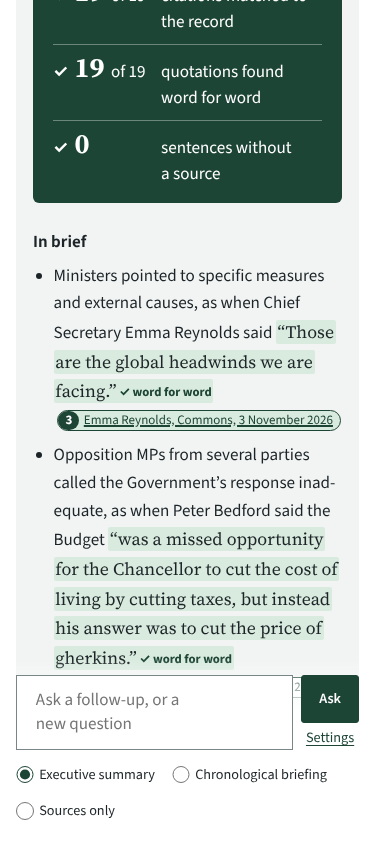 the record
19 of 19 quotations found
word for word
0 sentences without
a source
In brief
Ministers pointed to specific measures
and external causes, as when Chief
Secretary Emma Reynolds said “Those
are the global headwinds we are
facing.” ✓ word for word
3 Emma Reynolds, Commons, 3 November 2026
Opposition MPs from several parties
called the Government’s response inad-
equate, as when Peter Bedford said the
Budget “was a missed opportunity
for the Chancellor to cut the cost of
living by cutting taxes, but instead
his answer was to cut the price of
gherkins.” ✓ word for word
Ask a follow-up, or a
new question
Ask
Settings
Executive summary
Chronological briefing
Sources only